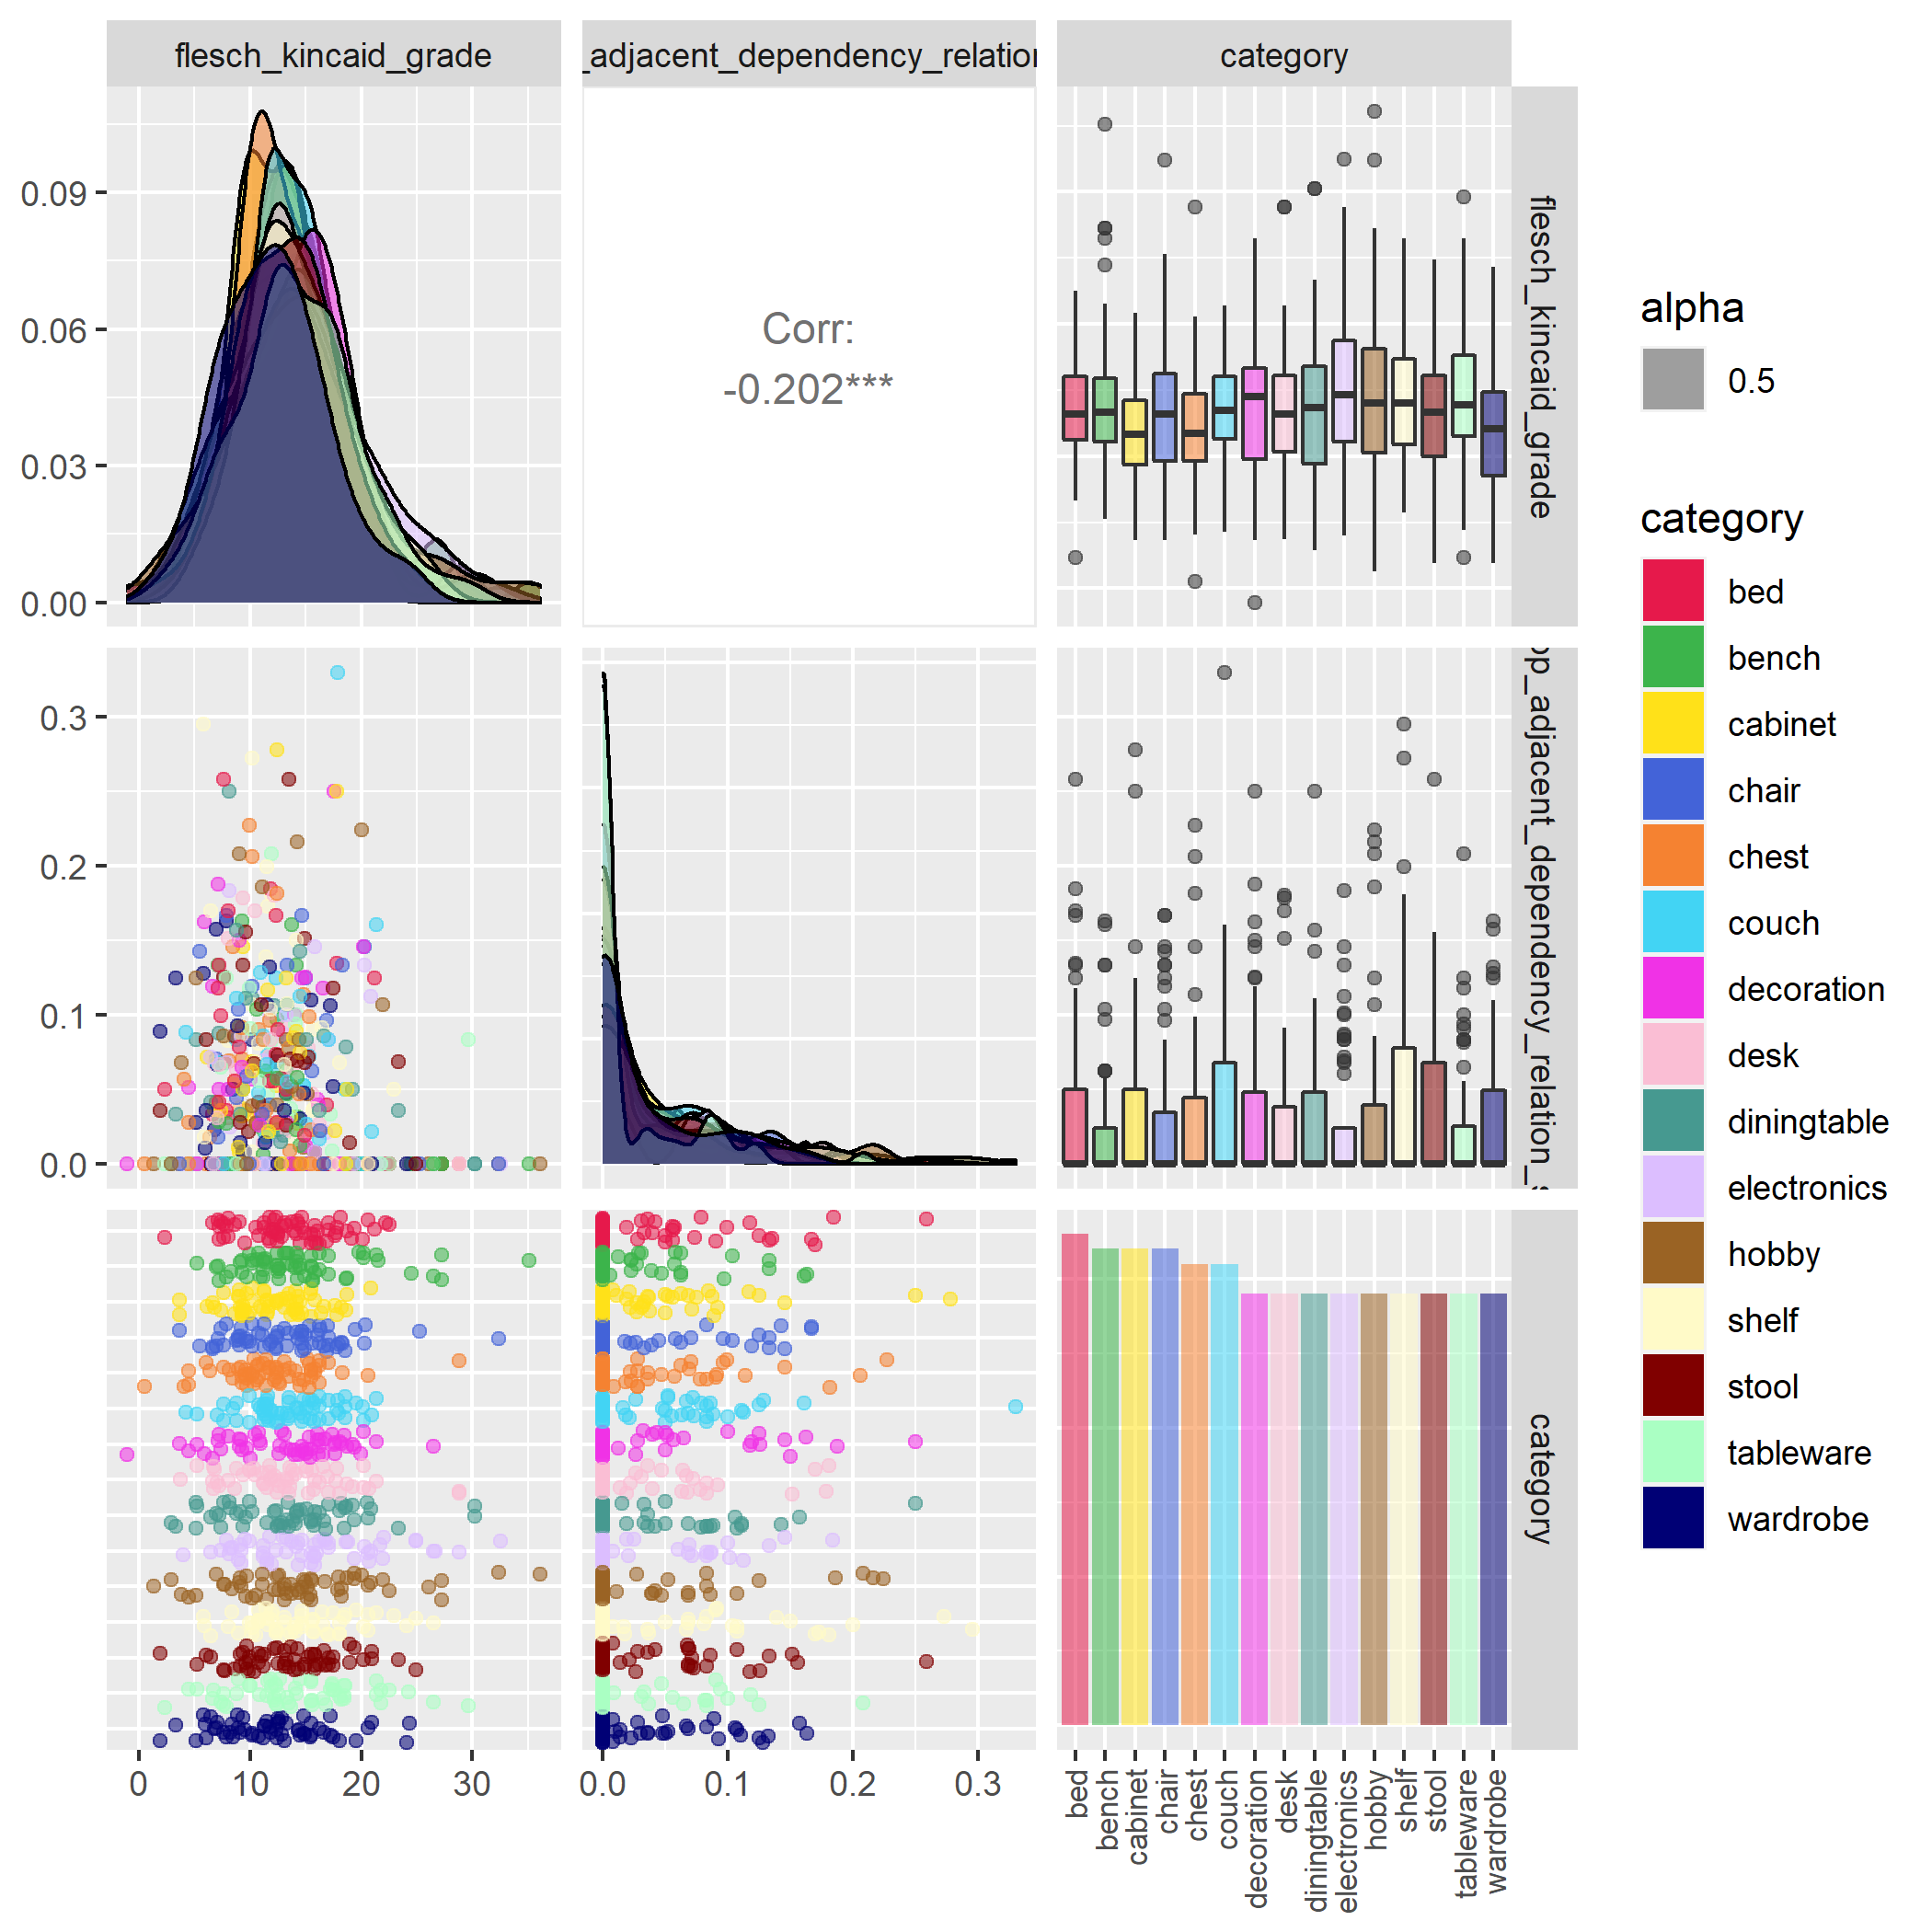 flesch_kincaid_grade
_adjacent_dependency_relation
category
0.09
0.06
0.03
0.00
Corr:
-0.202***
flesch_kincaid_grade
0.3
0.2
0.1
0.0
pp_adjacent_dependency_relation_s
category
0
10
20
30
0.0
0.1
0.2
0.3
bed
bench
cabinet
chair
chest
couch
decoration
desk
diningtable
electronics
hobby
shelf
stool
tableware
wardrobe
alpha
0.5
category
bed
bench
cabinet
chair
chest
couch
decoration
desk
diningtable
electronics
hobby
shelf
stool
tableware
wardrobe